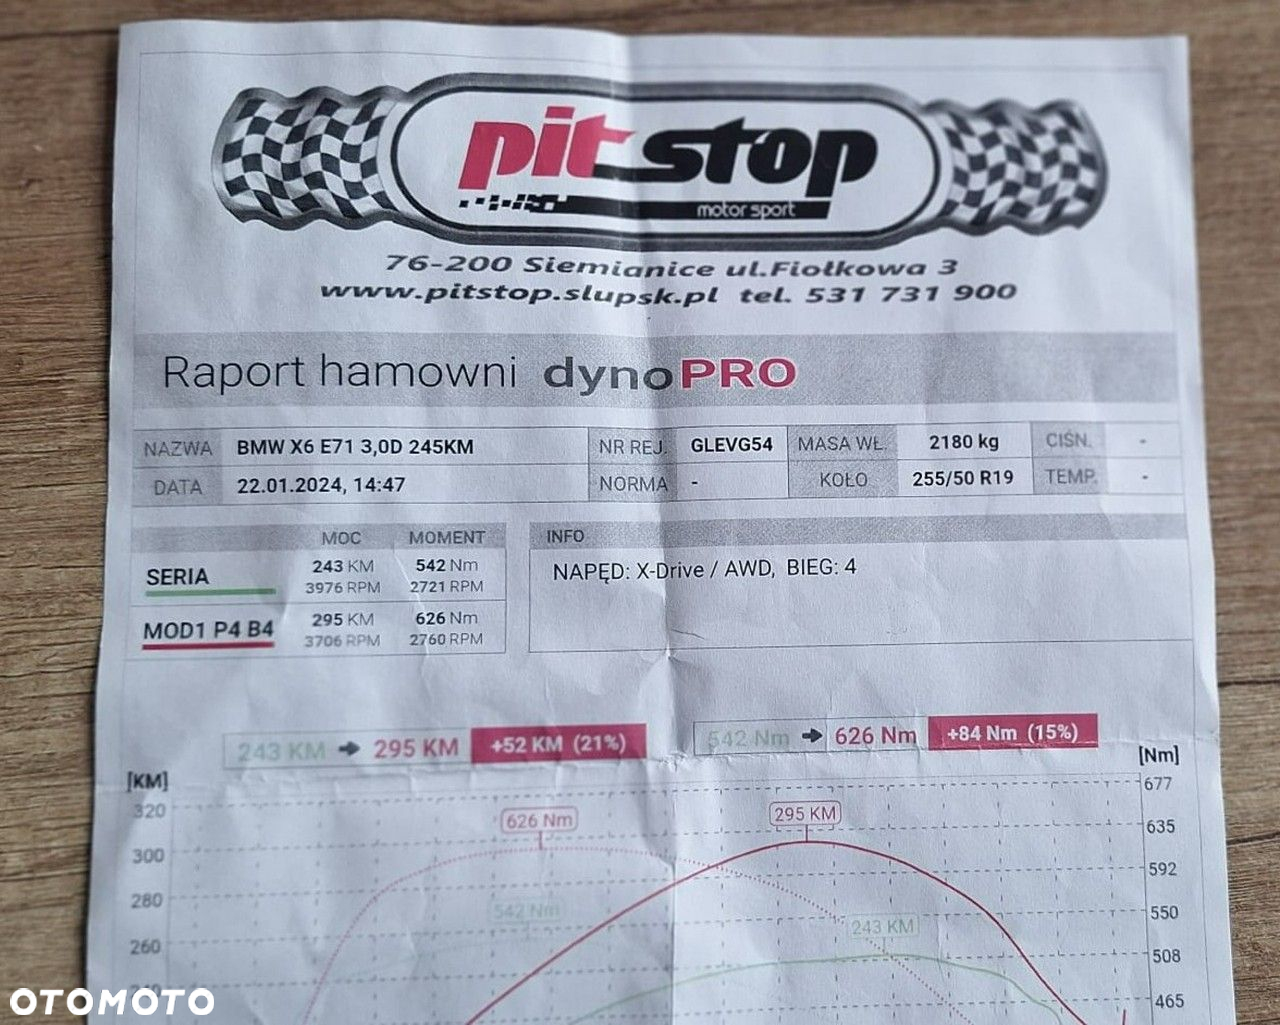 pit stop
motor sport
76-200 Siemianice ul.Fiołkowa 3
www.pitstop.slupsk.pl tel. 531 731 900
Raport hamowni dynoPRO
NAZWA BMW X6 E71 3,0D 245KM NR REJ. GLEVG54 MASA WŁ. 2180 kg CIŚN. -
DATA 22.01.2024, 14:47 NORMA - KOŁO 255/50 R19 TEMP. -
MOC MOMENT INFO
SERIA 243 KM 542 Nm
3976 RPM 2721 RPM
NAPĘD: X-Drive / AWD, BIEG: 4
MOD1 P4 B4 295 KM 626 Nm
3706 RPM 2760 RPM
243 KM → 295 KM +52 KM (21%) 542 Nm → 626 Nm +84 Nm (15%)
[KM] [Nm]
320 677
626 Nm 295 KM 635
300 592
280 542 Nm 550
260 243 KM 508
465
OTOMOTO